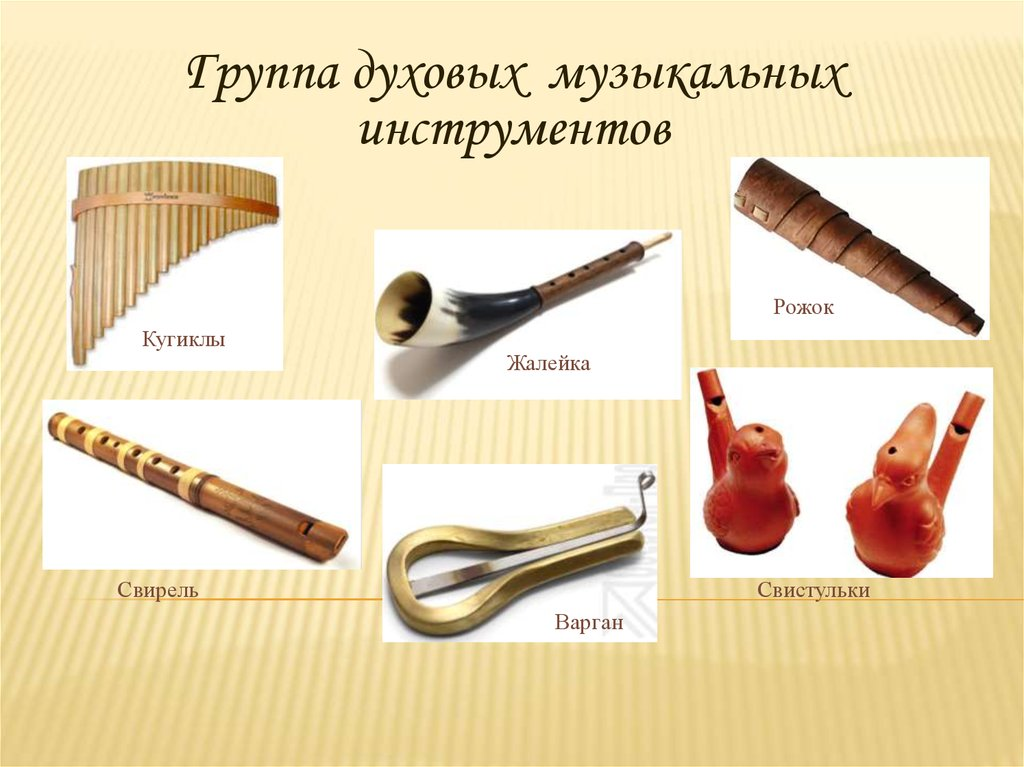 Группа духовых музыкальных
инструментов
Рожок
Кугиклы
Жалейка
Свирель
Свистульки
Варган